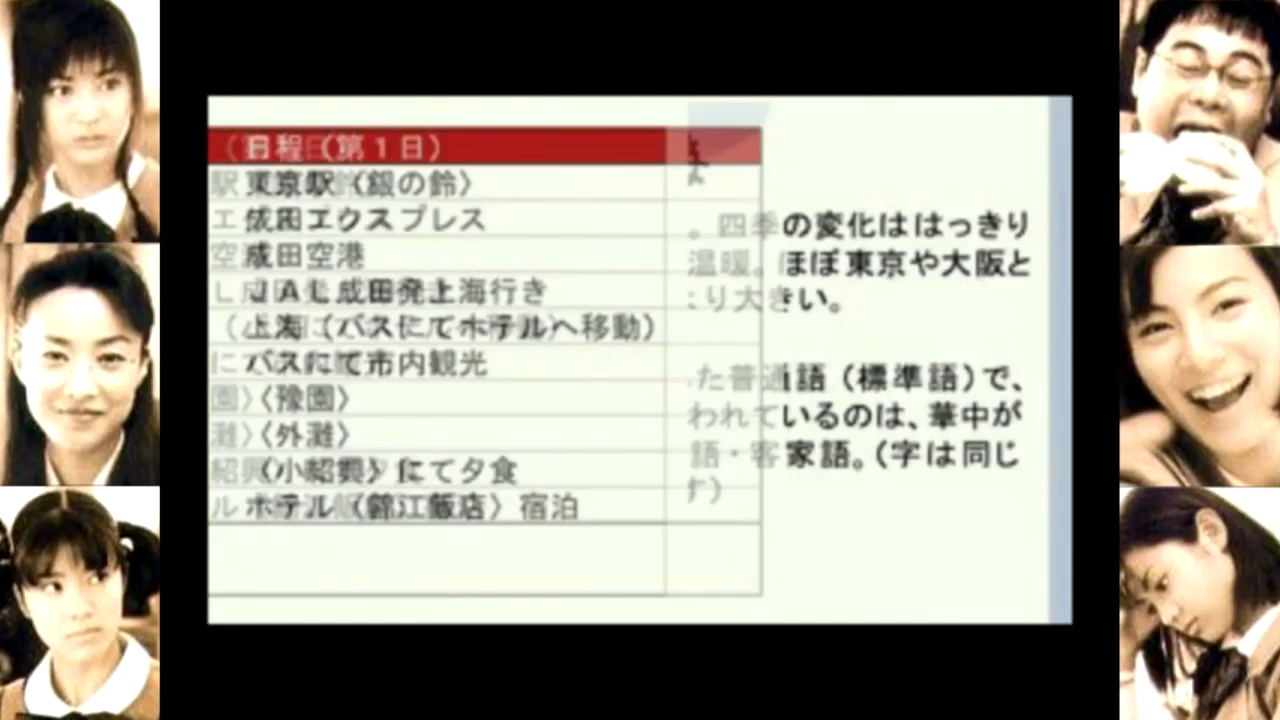 日程（第１日）
東京駅〈銀の鈴〉
成田エクスプレス
成田空港
ＪＡＬ成田発上海行き
上海（バスにてホテルへ移動）
バスにて市内観光
〈豫園〉
〈外灘〉
〈小紹興〉にて夕食
ホテル〈錦江飯店〉宿泊
。四季の変化ははっきり
温暖。ほぼ東京や大阪と
り大きい。
た普通語（標準語）で、
われているのは、華中が
語・客家語。（字は同じ